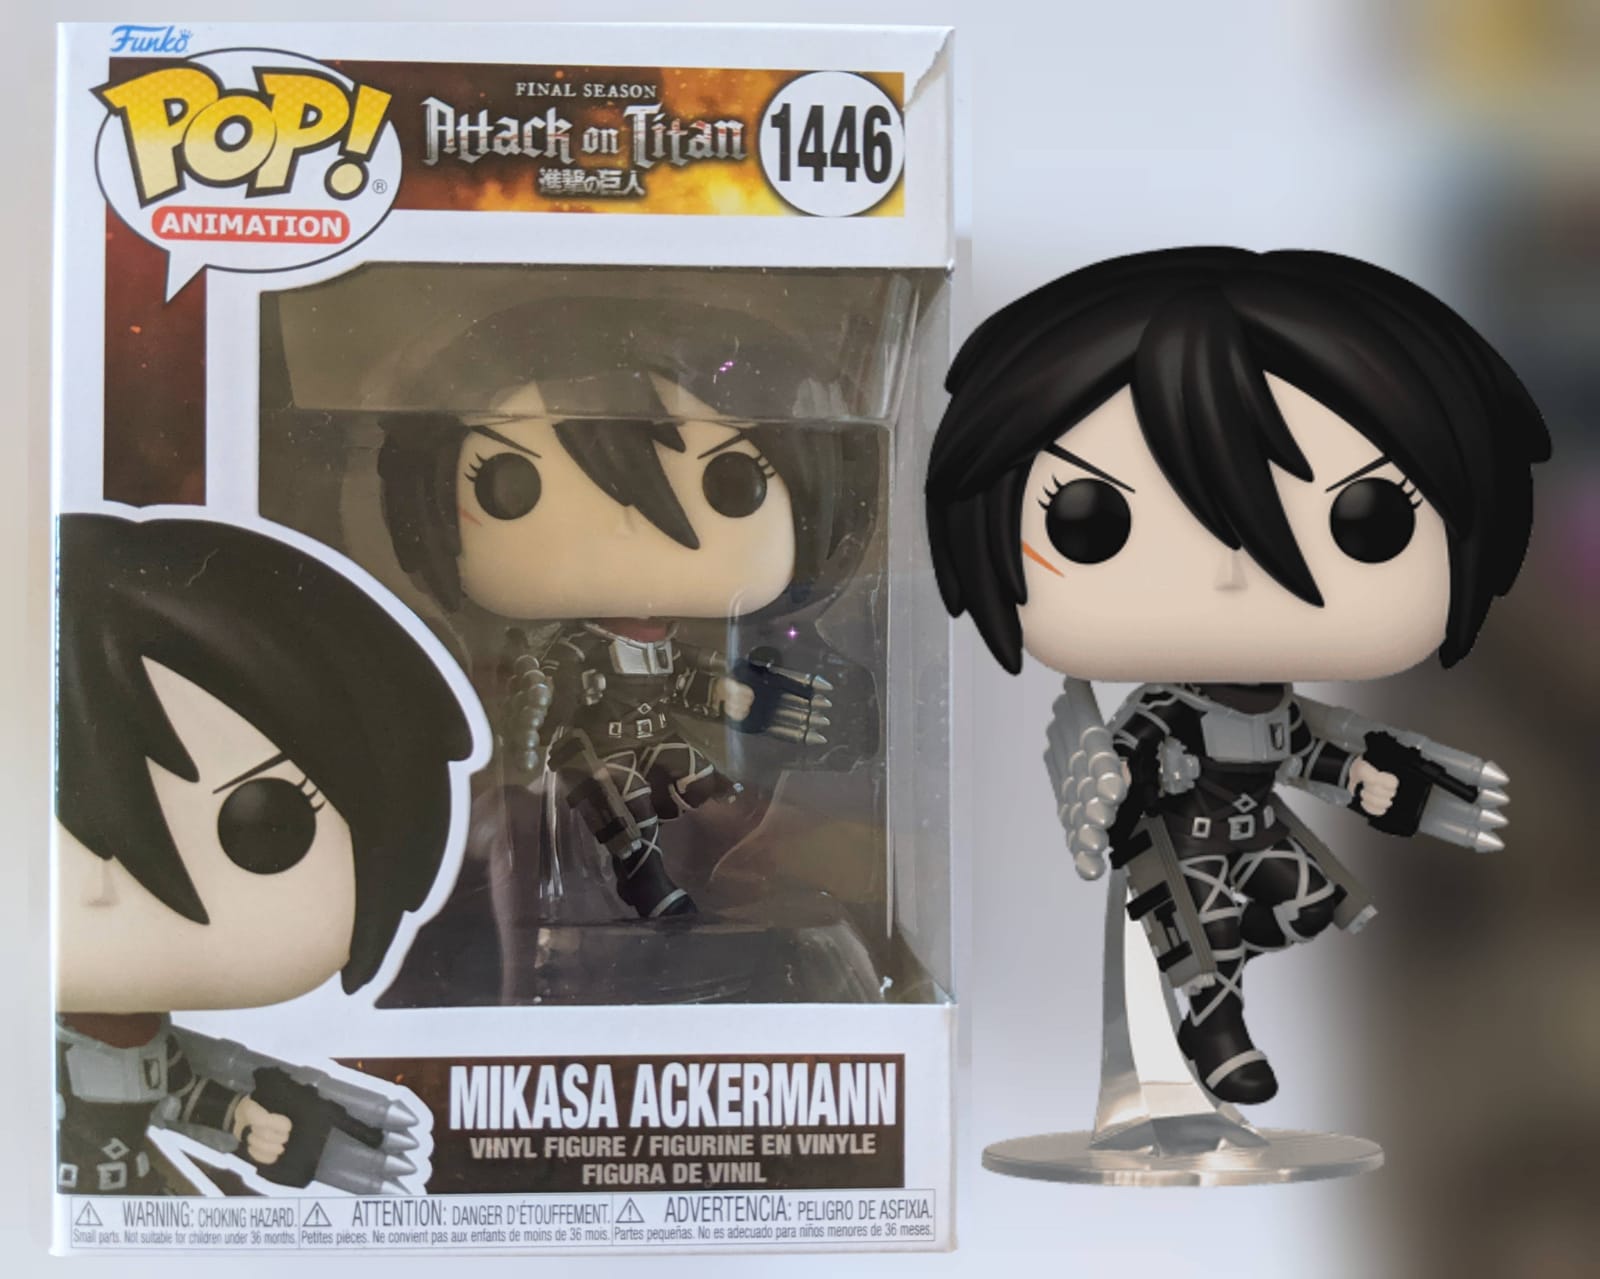 Funko
POP!®
ANIMATION
FINAL SEASON
Attack on Titan
進撃の巨人
1446
MIKASA ACKERMANN
VINYL FIGURE / FIGURINE EN VINYLE
FIGURA DE VINIL
WARNING: CHOKING HAZARD.
Small parts. Not suitable for children under 36 months.
ATTENTION: DANGER D'ÉTOUFFEMENT.
Petites pièces. Ne convient pas aux enfants de moins de 36 mois.
ADVERTENCIA: PELIGRO DE ASFIXIA.
Partes pequeñas. No es adecuado para niños menores de 36 meses.